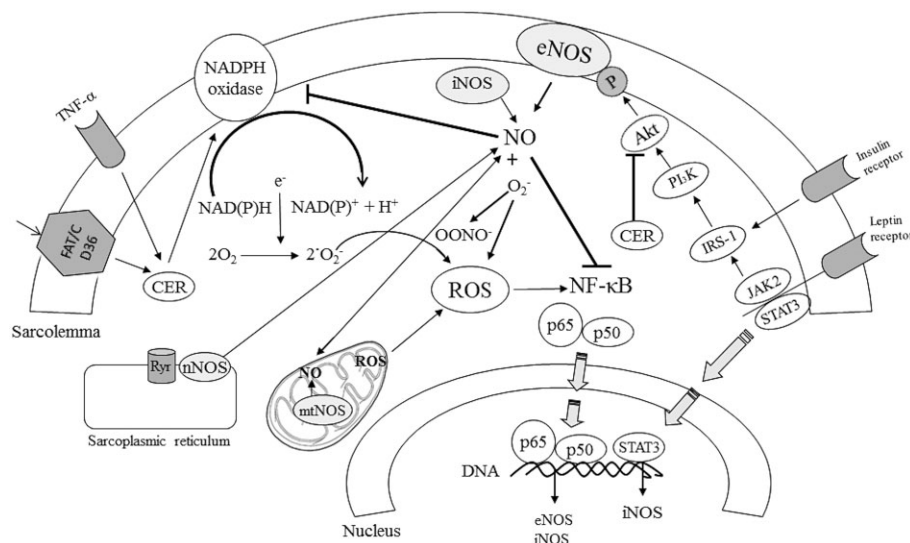 eNOS
NADPH
oxidase
iNOS
P
TNF-α
NO
Akt
+
Insulin
receptor
e-
O₂-
PI₃K
NAD(P)H
NAD(P)+ + H+
FAT/C
D36
OONO-
CER
IRS-1
Leptin
receptor
2O₂
2-O₂-
CER
ROS
NF-κB
JAK2
STAT3
Sarcolemma
p65
p50
Ryr
nNOS
NO
ROS
mtNOS
Sarcoplasmic reticulum
p65
p50
STAT3
DNA
eNOS
iNOS
iNOS
Nucleus